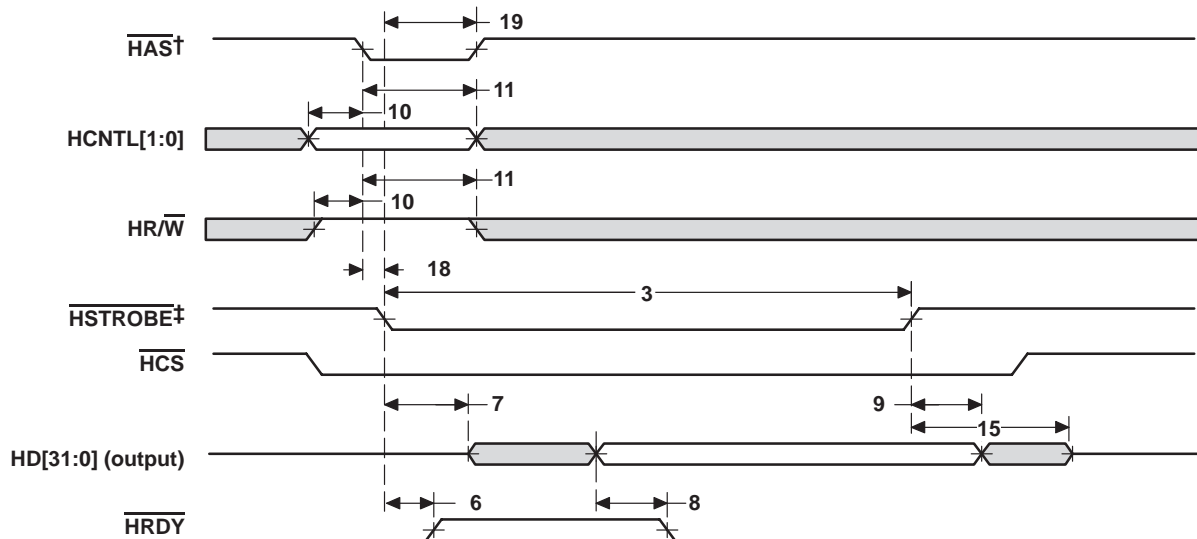 19
HAS†
11
10
HCNTL[1:0]
11
10
HR/W
18
3
HSTROBE‡
HCS
7
9
15
HD[31:0] (output)
6
8
HRDY